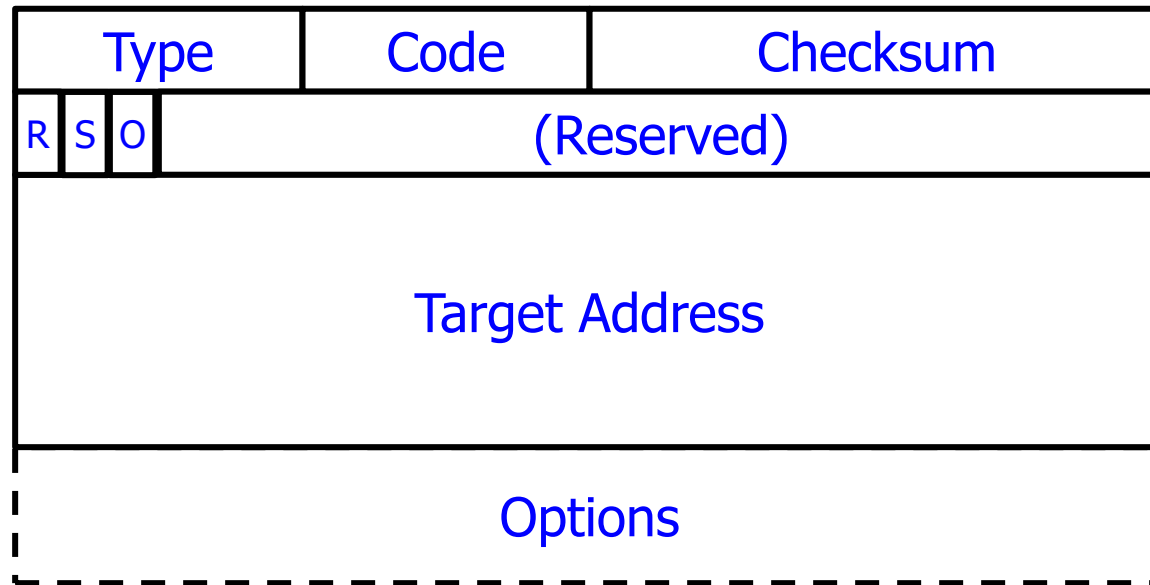 Type Code Checksum
R S O (Reserved)
Target Address
Options